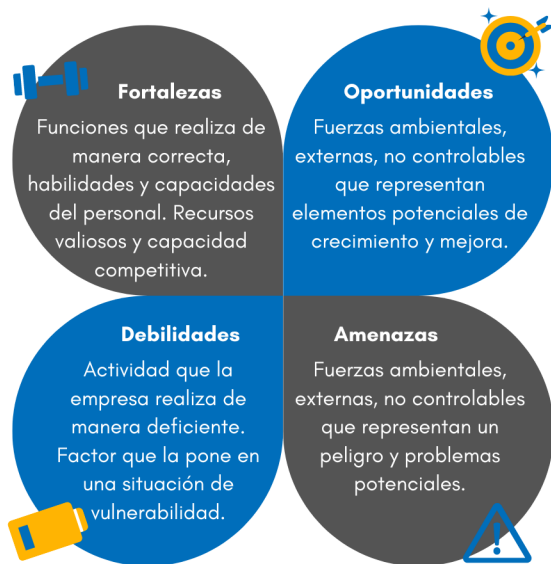 Fortalezas
Funciones que realiza de
manera correcta,
habilidades y capacidades
del personal. Recursos
valiosos y capacidad
competitiva.
Oportunidades
Fuerzas ambientales,
externas, no controlables
que representan
elementos potenciales de
crecimiento y mejora.
Debilidades
Actividad que la
empresa realiza de
manera deficiente.
Factor que la pone en
una situación de
vulnerabilidad.
Amenazas
Fuerzas ambientales,
externas, no controlables
que representan un
peligro y problemas
potenciales.